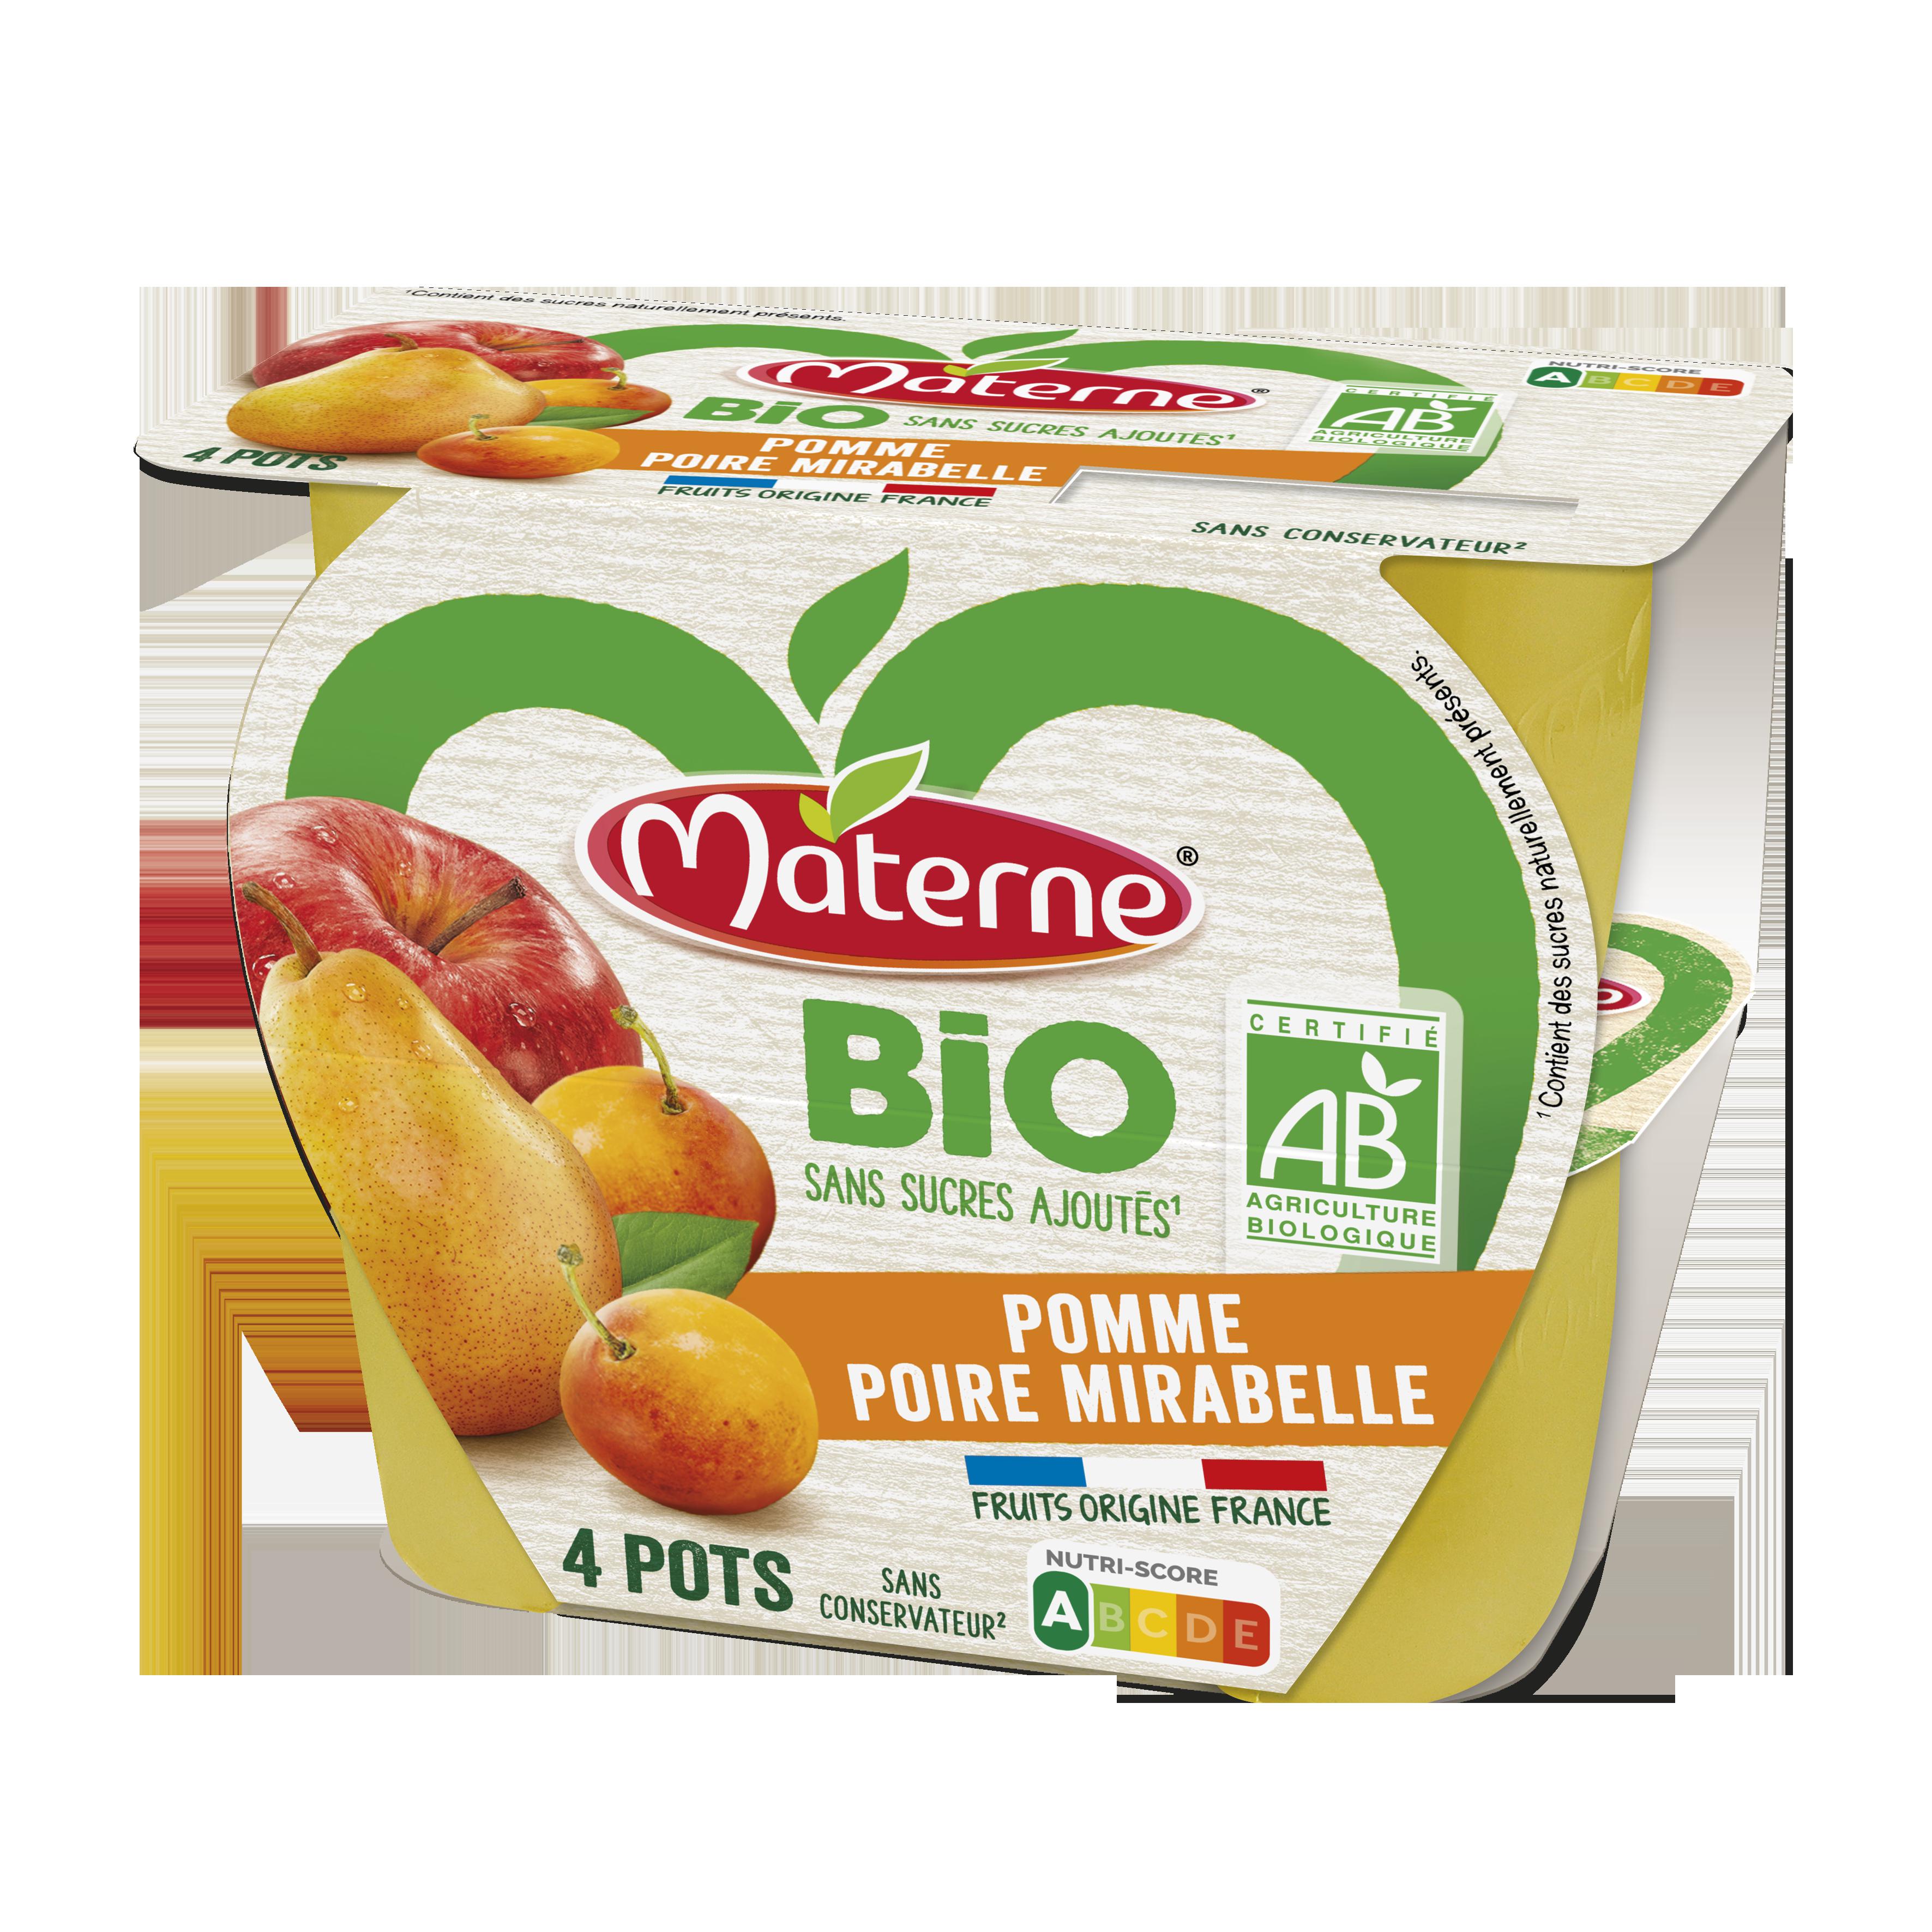 ¹Contient des sucres naturellement présents.
Materne®
BIO SANS SUCRES AJOUTÉS¹
POMME
POIRE MIRABELLE
FRUITS ORIGINE FRANCE
4 POTS
CERTIFIÉ
AB
AGRICULTURE
BIOLOGIQUE
NUTRI-SCORE
A B C D E
SANS CONSERVATEUR²
Materne®
BIO
SANS SUCRES AJOUTÉS¹
CERTIFIÉ
AB
AGRICULTURE
BIOLOGIQUE
¹Contient des sucres naturellement présents.
POMME
POIRE MIRABELLE
FRUITS ORIGINE FRANCE
4 POTS
SANS
CONSERVATEUR²
NUTRI-SCORE
A B C D E